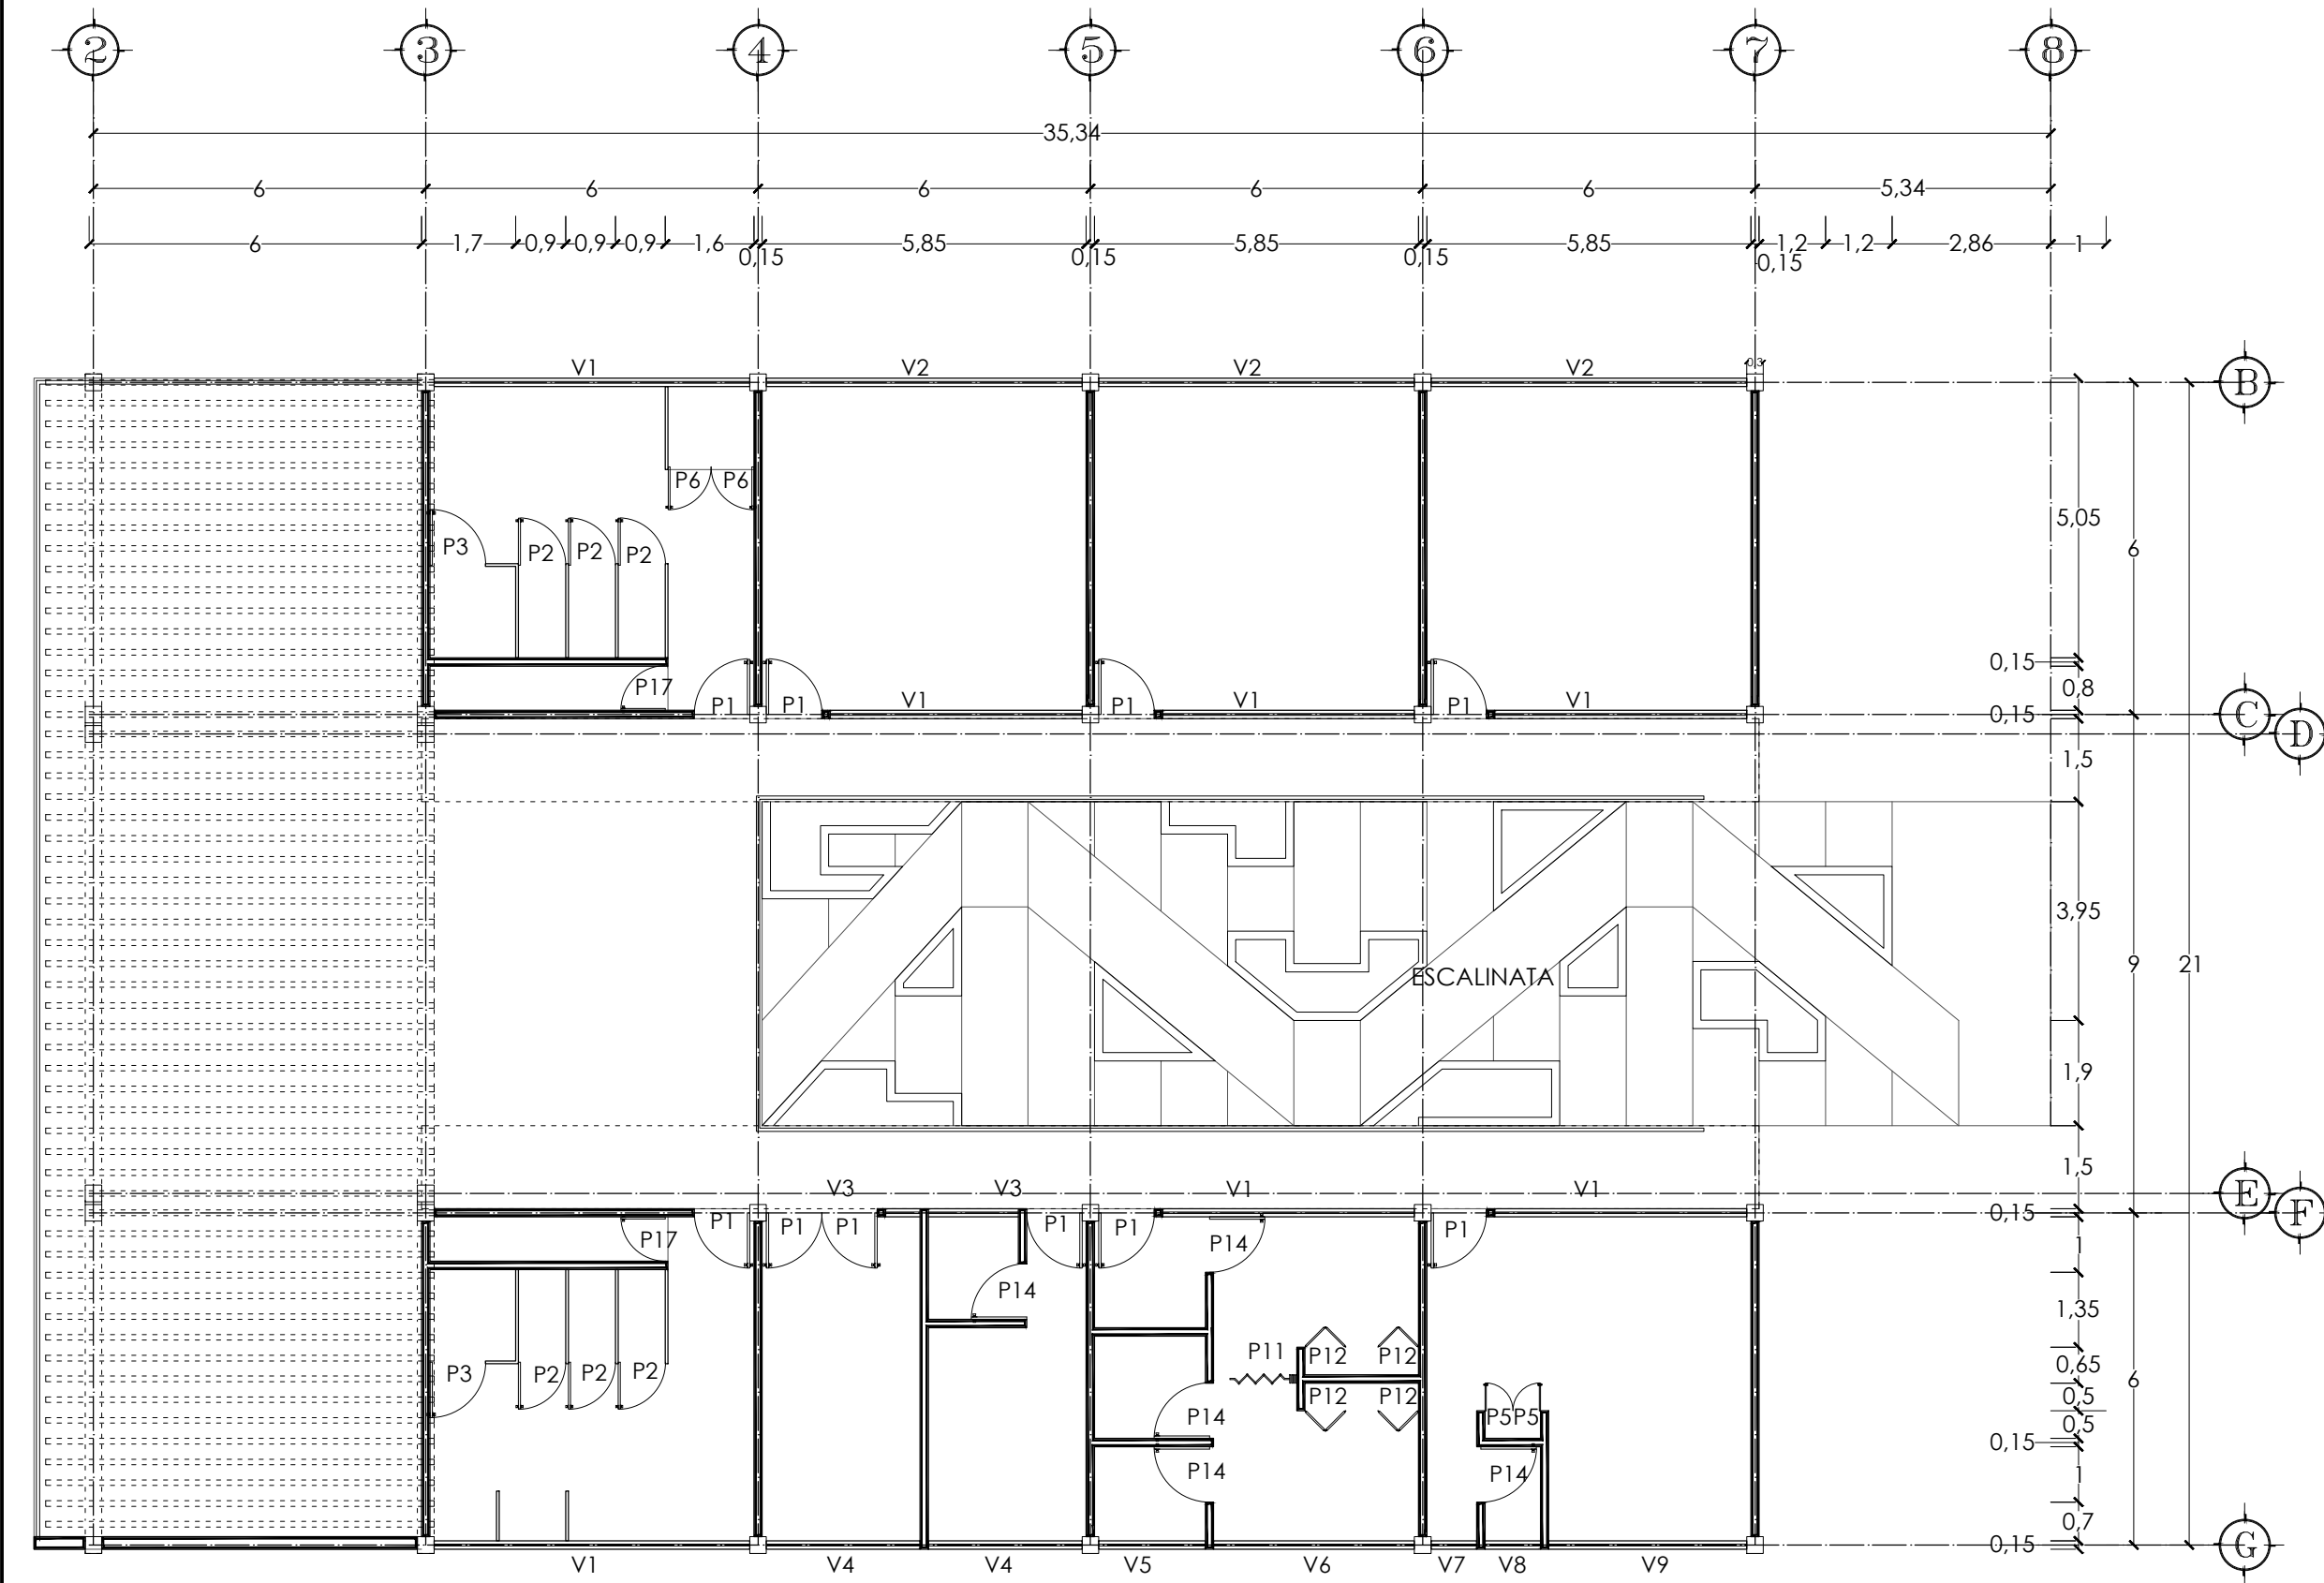 2 3 4 5 6 7 8
35,34
6 6 6 6 6 5,34
6 1,7 0,9 0,9 0,9 1,6 5,85 5,85 5,85 1,2 1,2 2,86 1
0,15 0,15 0,15 0,15
V1 V2 V2 V2 0,3
B
P6 P6
5,05
P3 P2 P2 P2
6
0,15
P17 0,8
P1 P1 V1 P1 V1 P1 V1
0,15 C
D
1,5
3,95
ESCALINATA
9 21
1,9
1,5
V3 V3 V1 V1
E
0,15 F
P1 P1 P1 P1 P1 P1
P17 P14 1
P14
1,35
P11 P12 P12
0,65
P3 P2 P2 P2
6
P12 P12 0,5
P14 P5 P5 0,5
0,15
P14 P14 1
0,7
0,15 G
V1 V4 V4 V5 V6 V7 V8 V9